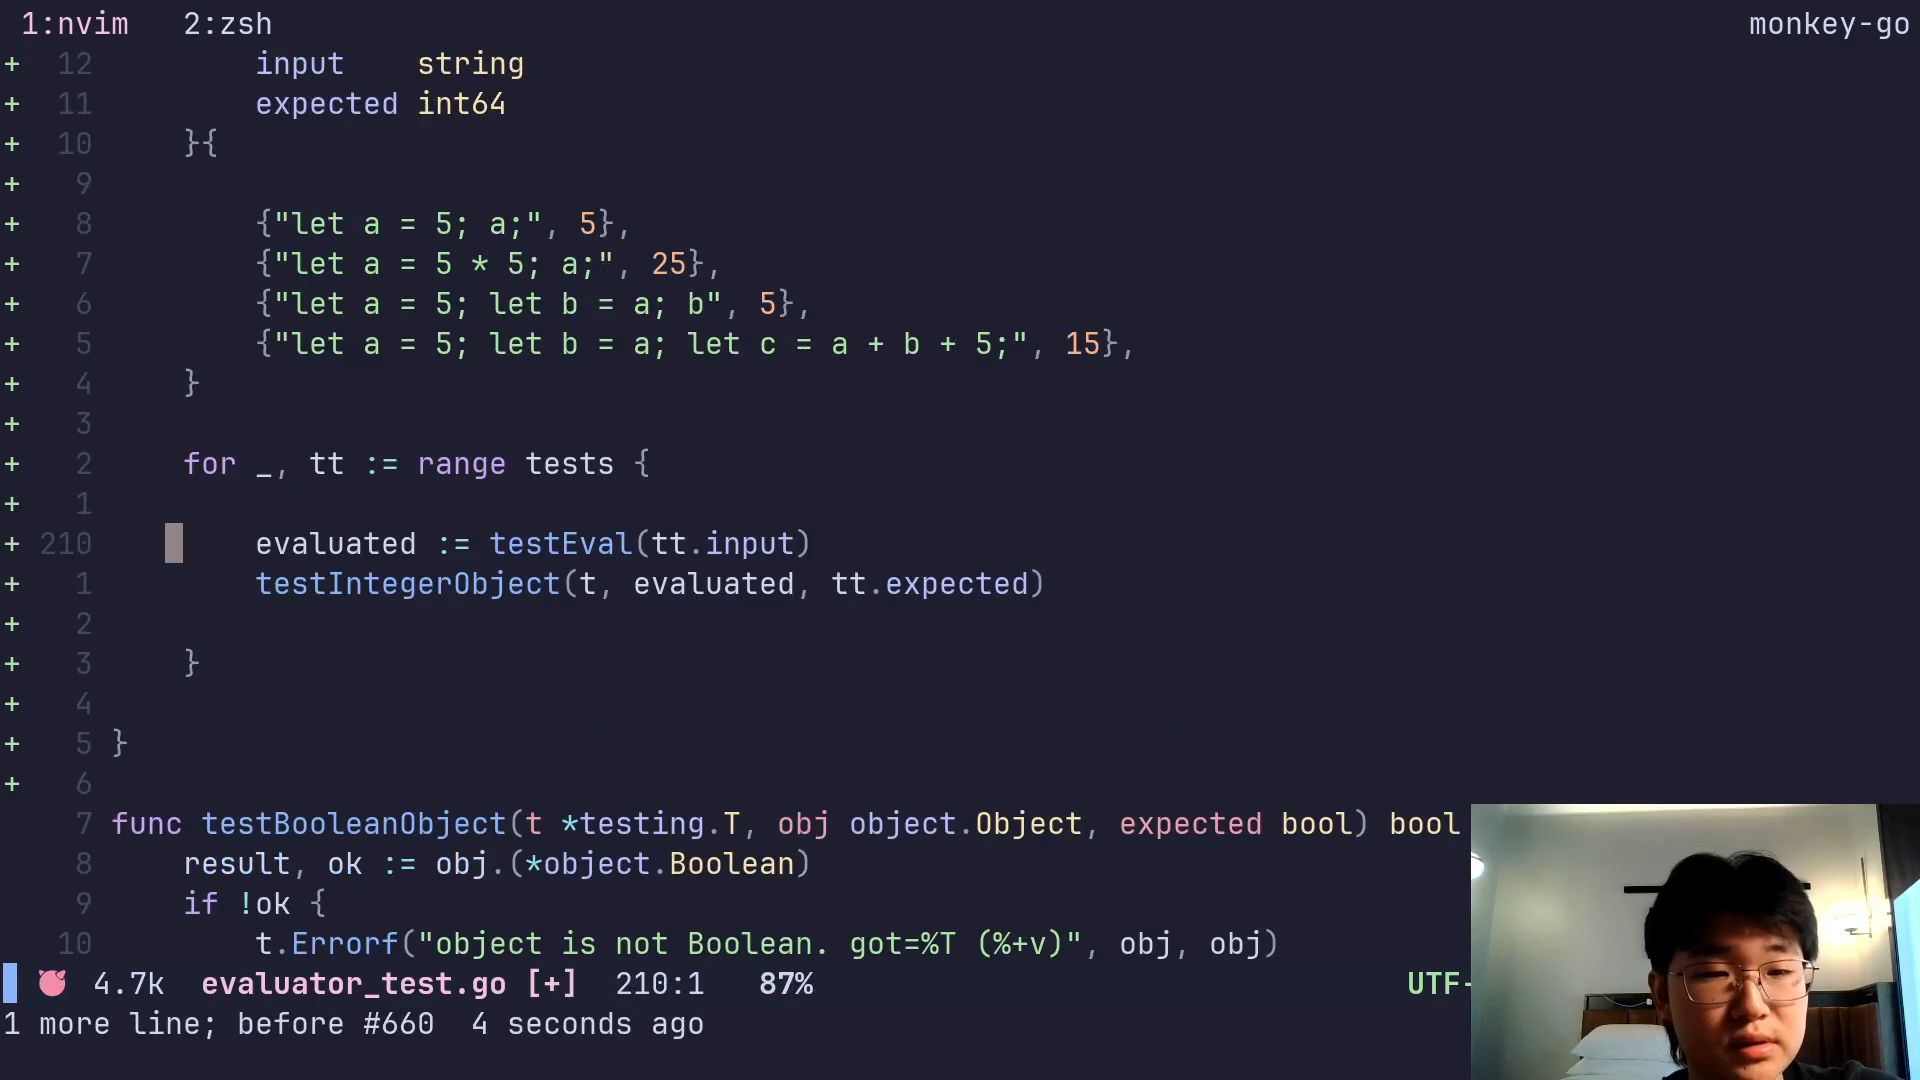 1:nvim   2:zsh   monkey-go
+ 12 input    string
+ 11 expected int64
+ 10 }{
+ 9
+ 8 {"let a = 5; a;", 5},
+ 7 {"let a = 5 * 5; a;", 25},
+ 6 {"let a = 5; let b = a; b", 5},
+ 5 {"let a = 5; let b = a; let c = a + b + 5;", 15},
+ 4 }
+ 3
+ 2 for _, tt := range tests {
+ 1
+ 210 evaluated := testEval(tt.input)
+ 1 testIntegerObject(t, evaluated, tt.expected)
+ 2
+ 3 }
+ 4
+ 5 }
+ 6
7 func testBooleanObject(t *testing.T, obj object.Object, expected bool) bool
8 result, ok := obj.(*object.Boolean)
9 if !ok {
10 t.Errorf("object is not Boolean. got=%T (%+v)", obj, obj)
4.7k evaluator_test.go [+] 210:1 87% UTF-
1 more line; before #660  4 seconds ago